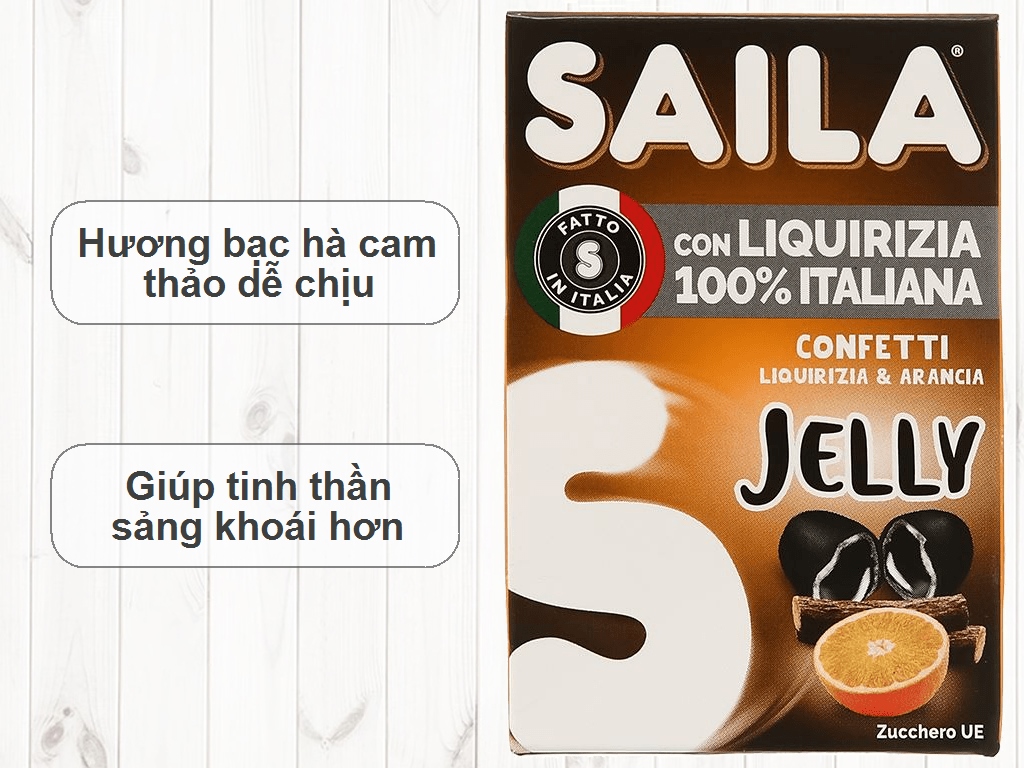 Hương bạc hà cam
thảo dễ chịu
Giúp tinh thần
sảng khoái hơn
SAILA®
FATTO
S
IN ITALIA
CON LIQUIRIZIA
100% ITALIANA
CONFETTI
LIQUIRIZIA & ARANCIA
JELLY
S
Zucchero UE